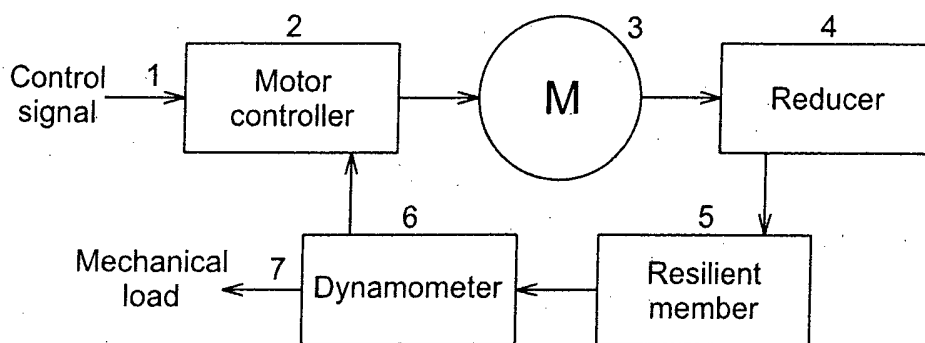 2
3
4
Control
signal
1
Motor
controller
M
Reducer
6
5
Mechanical
load
7
Dynamometer
Resilient
member